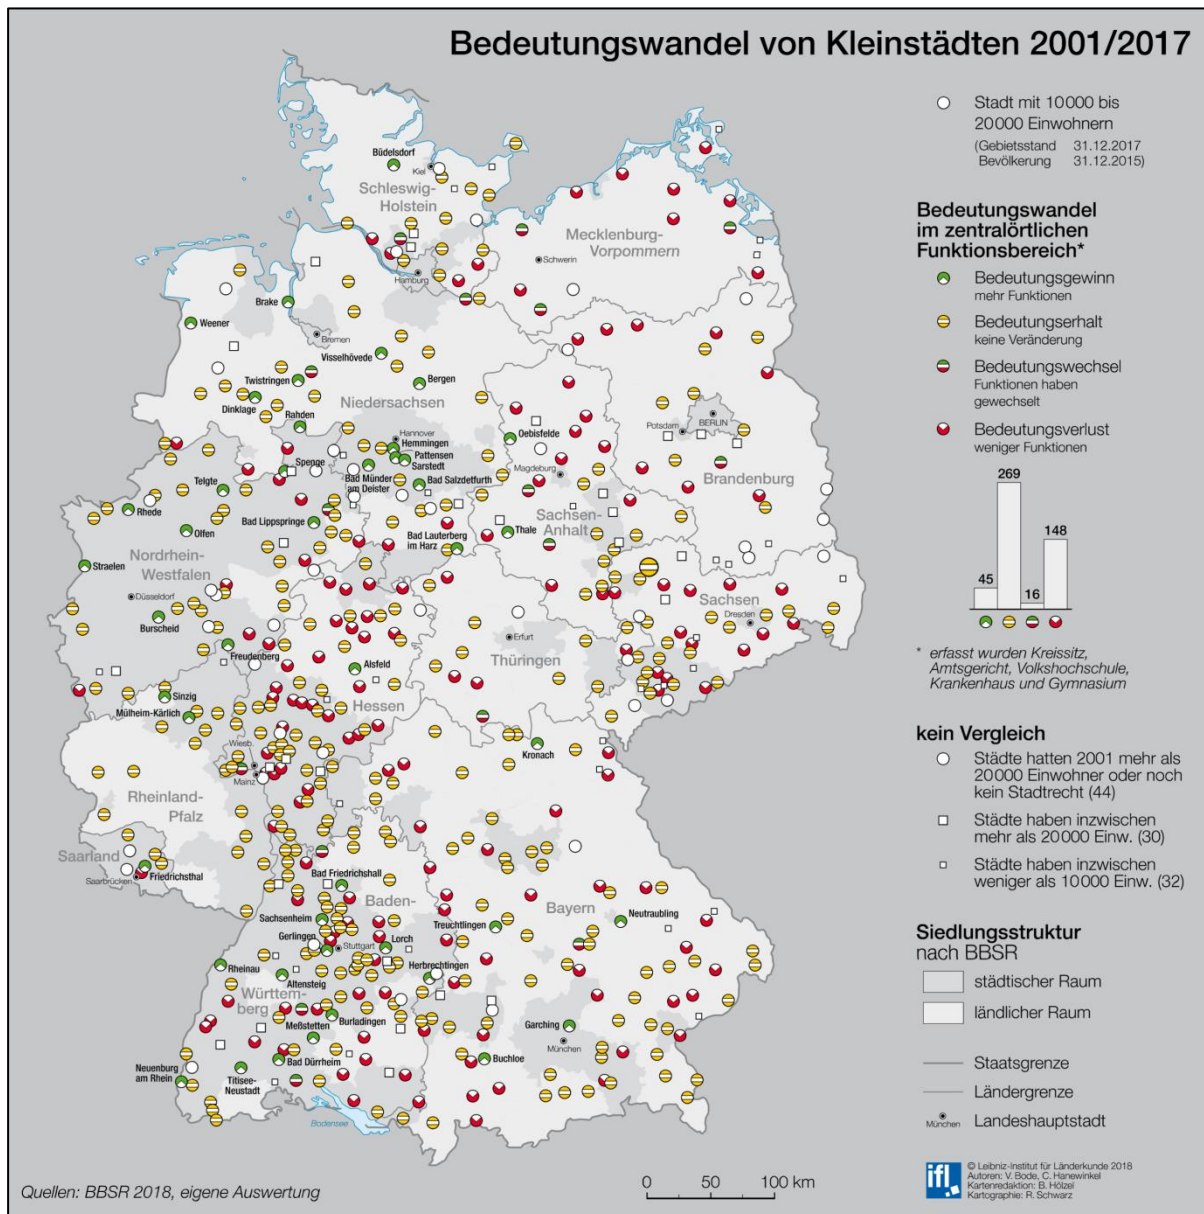 Bedeutungswandel von Kleinstädten 2001/2017
Stadt mit 10000 bis
20000 Einwohnern
(Gebietsstand 31.12.2017
Bevölkerung 31.12.2015)
Bedeutungswandel
im zentralörtlichen
Funktionsbereich*
Bedeutungsgewinn
mehr Funktionen
Bedeutungserhalt
keine Veränderung
Bedeutungswechsel
Funktionen haben
gewechselt
Bedeutungsverlust
weniger Funktionen
269
148
45
16
* erfasst wurden Kreissitz,
Amtsgericht, Volkshochschule,
Krankenhaus und Gymnasium
kein Vergleich
Städte hatten 2001 mehr als
20000 Einwohner oder noch
kein Stadtrecht (44)
Städte haben inzwischen
mehr als 20000 Einw. (30)
Städte haben inzwischen
weniger als 10000 Einw. (32)
Siedlungsstruktur
nach BBSR
städtischer Raum
ländlicher Raum
Staatsgrenze
Ländergrenze
München
Landeshauptstadt
ifl
© Leibniz-Institut für Länderkunde 2018
Autoren: V. Bode, C. Hanewinkel
Kartenredaktion: B. Hölzel
Kartographie: R. Schwarz
Büdelsdorf
Kiel
Schleswig-
Holstein
Mecklenburg-
Vorpommern
Schwerin
Hamburg
Brake
Weener
Bremen
Visselhövede
Twistringen
Bergen
Dinklage
Niedersachsen
Rahden
Hannover
Hemmingen
Pattensen
Sarstedt
Oebisfelde
Potsdam
BERLIN
Spenge
Bad Münder
am Deister
Bad Salzdetfurth
Magdeburg
Brandenburg
Telgte
Rhede
Bad Lippspringe
Olfen
Bad Lauterberg
im Harz
Thale
Sachsen-
Anhalt
Straelen
Nordrhein-
Westfalen
Düsseldorf
Burscheid
Sachsen
Dresden
Erfurt
Thüringen
Freudenberg
Alsfeld
Sinzig
Mülheim-Kärlich
Hessen
Kronach
Wiesb.
Mainz
Rheinland-
Pfalz
Saarland
Saarbrücken
Friedrichsthal
Bad Friedrichshall
Baden-
Bayern
Sachsenheim
Treuchtlingen
Neutraubling
Gerlingen
Stuttgart
Lorch
Rheinau
Herbrechtingen
Altensteig
Württem-
berg
Meßstetten
Burladingen
Garching
München
Neuenburg
am Rhein
Bad Dürrheim
Buchloe
Titisee-
Neustadt
Bodensee
Quellen: BBSR 2018, eigene Auswertung
0 50 100 km